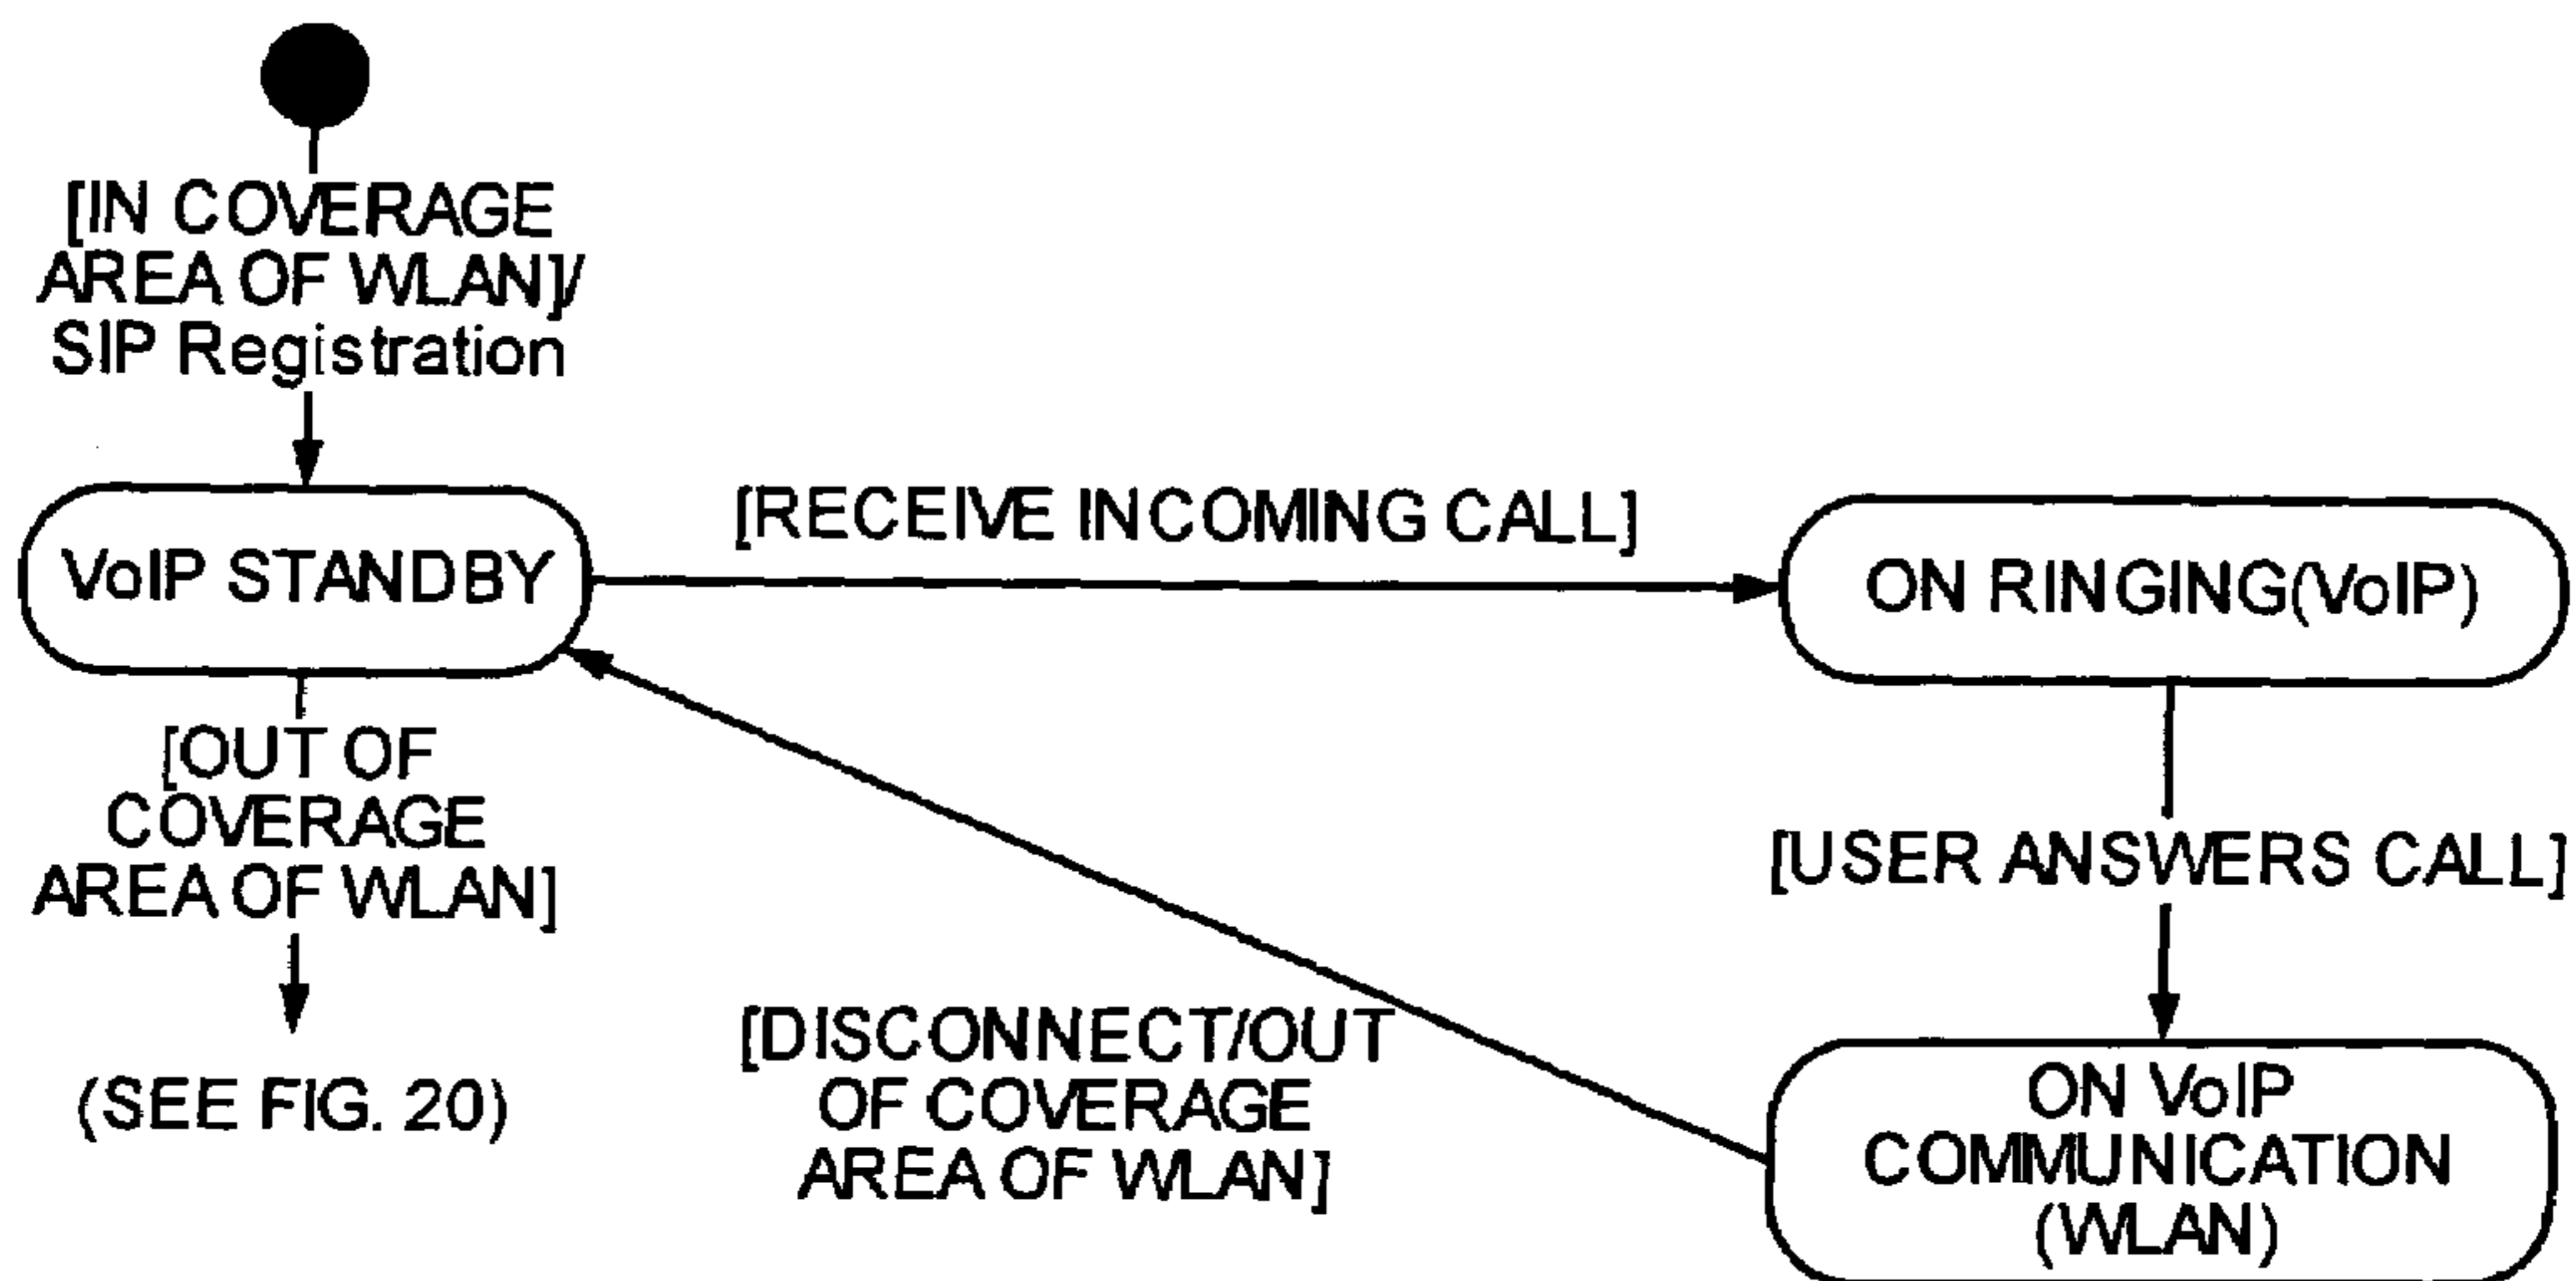 [IN COVERAGE
AREA OF WLAN]/
SIP Registration
VoIP STANDBY
[RECEIVE INCOMING CALL]
ON RINGING(VoIP)
[OUT OF
COVERAGE
AREA OF WLAN]
(SEE FIG. 20)
[USER ANSWERS CALL]
[DISCONNECT/OUT
OF COVERAGE
AREA OF WLAN]
ON VoIP
COMMUNICATION
(WLAN)